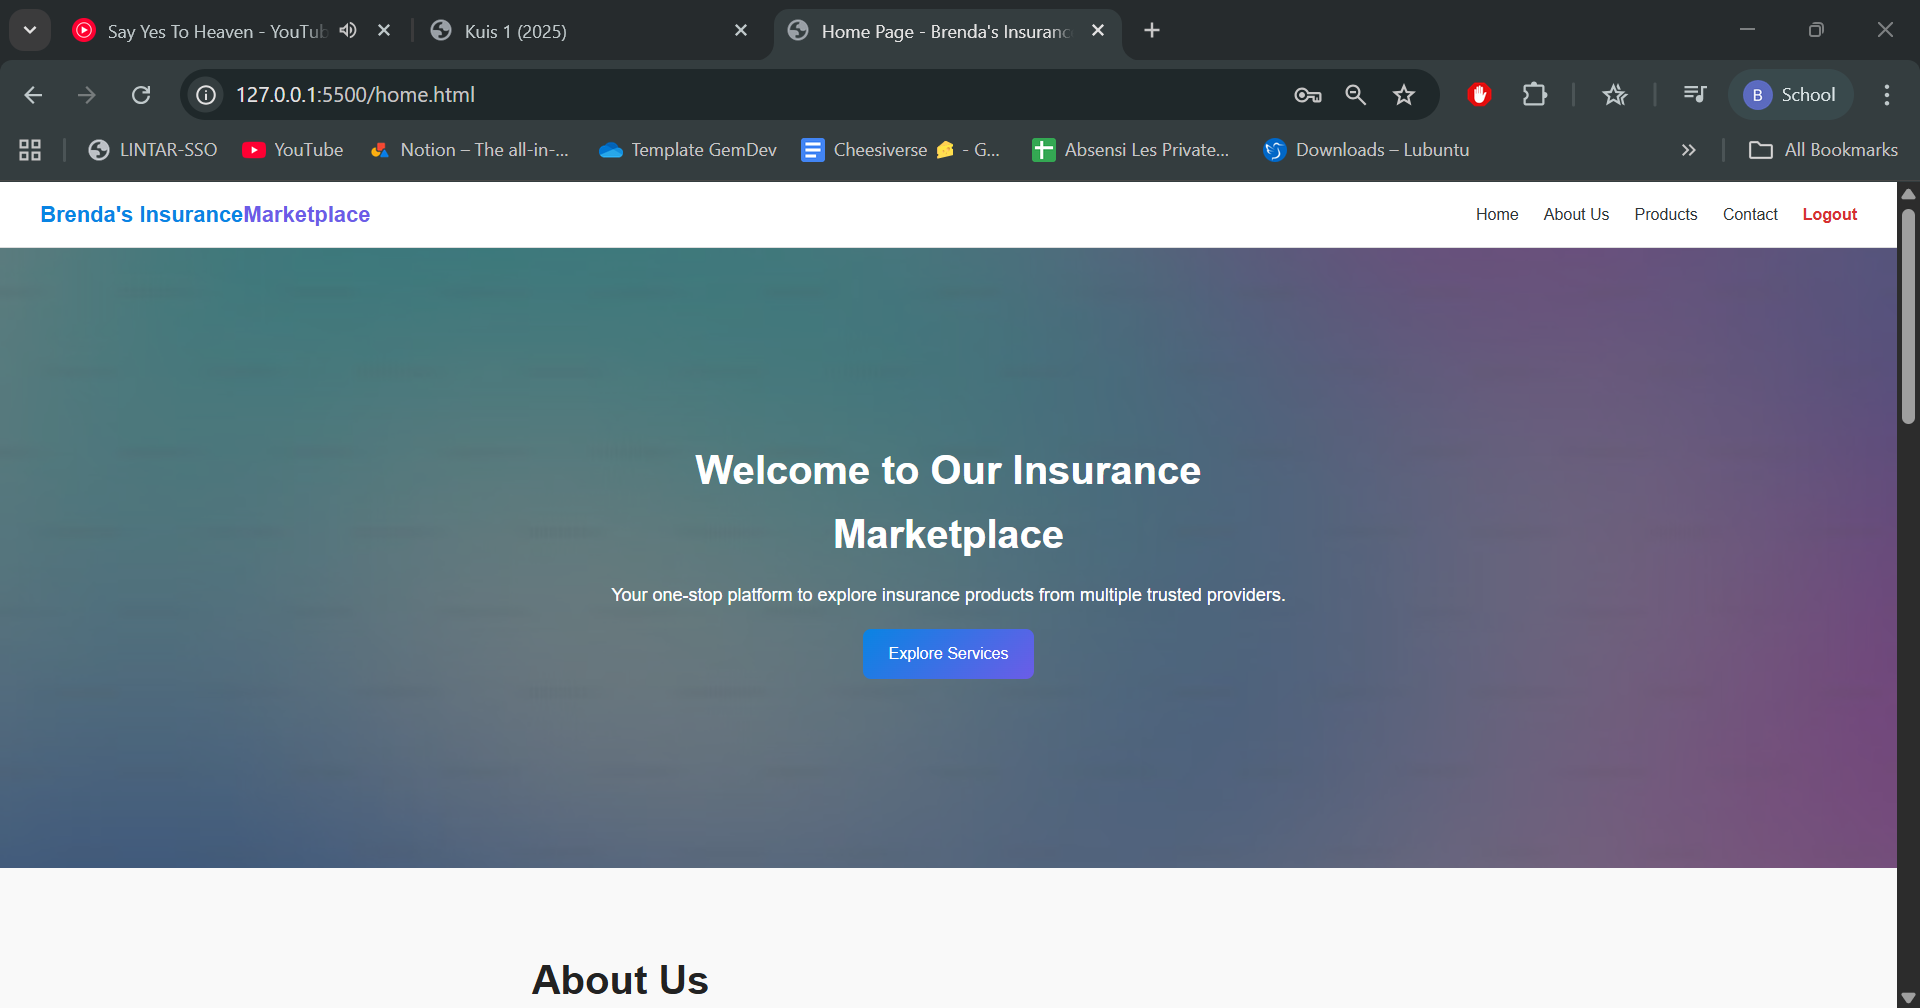 Say Yes To Heaven - YouTub
Kuis 1 (2025)
Home Page - Brenda's Insuranc
127.0.0.1:5500/home.html
B School
LINTAR-SSO
YouTube
Notion – The all-in-...
Template GemDev
Cheesiverse 🧀 - G...
Absensi Les Private...
Downloads – Lubuntu
»
All Bookmarks
Brenda's InsuranceMarketplace
Home About Us Products Contact Logout
Welcome to Our Insurance
Marketplace
Your one-stop platform to explore insurance products from multiple trusted providers.
Explore Services
About Us